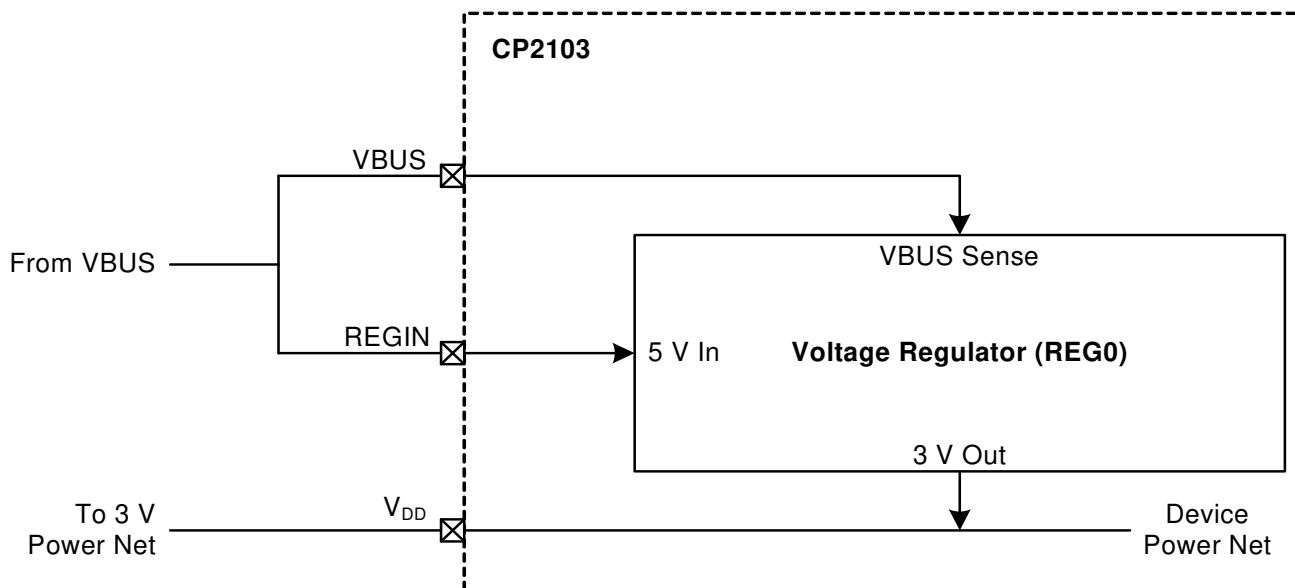 CP2103
VBUS
VBUS Sense
From VBUS
REGIN
5 V In
Voltage Regulator (REG0)
3 V Out
To 3 V
Power Net
VDD
Device
Power Net